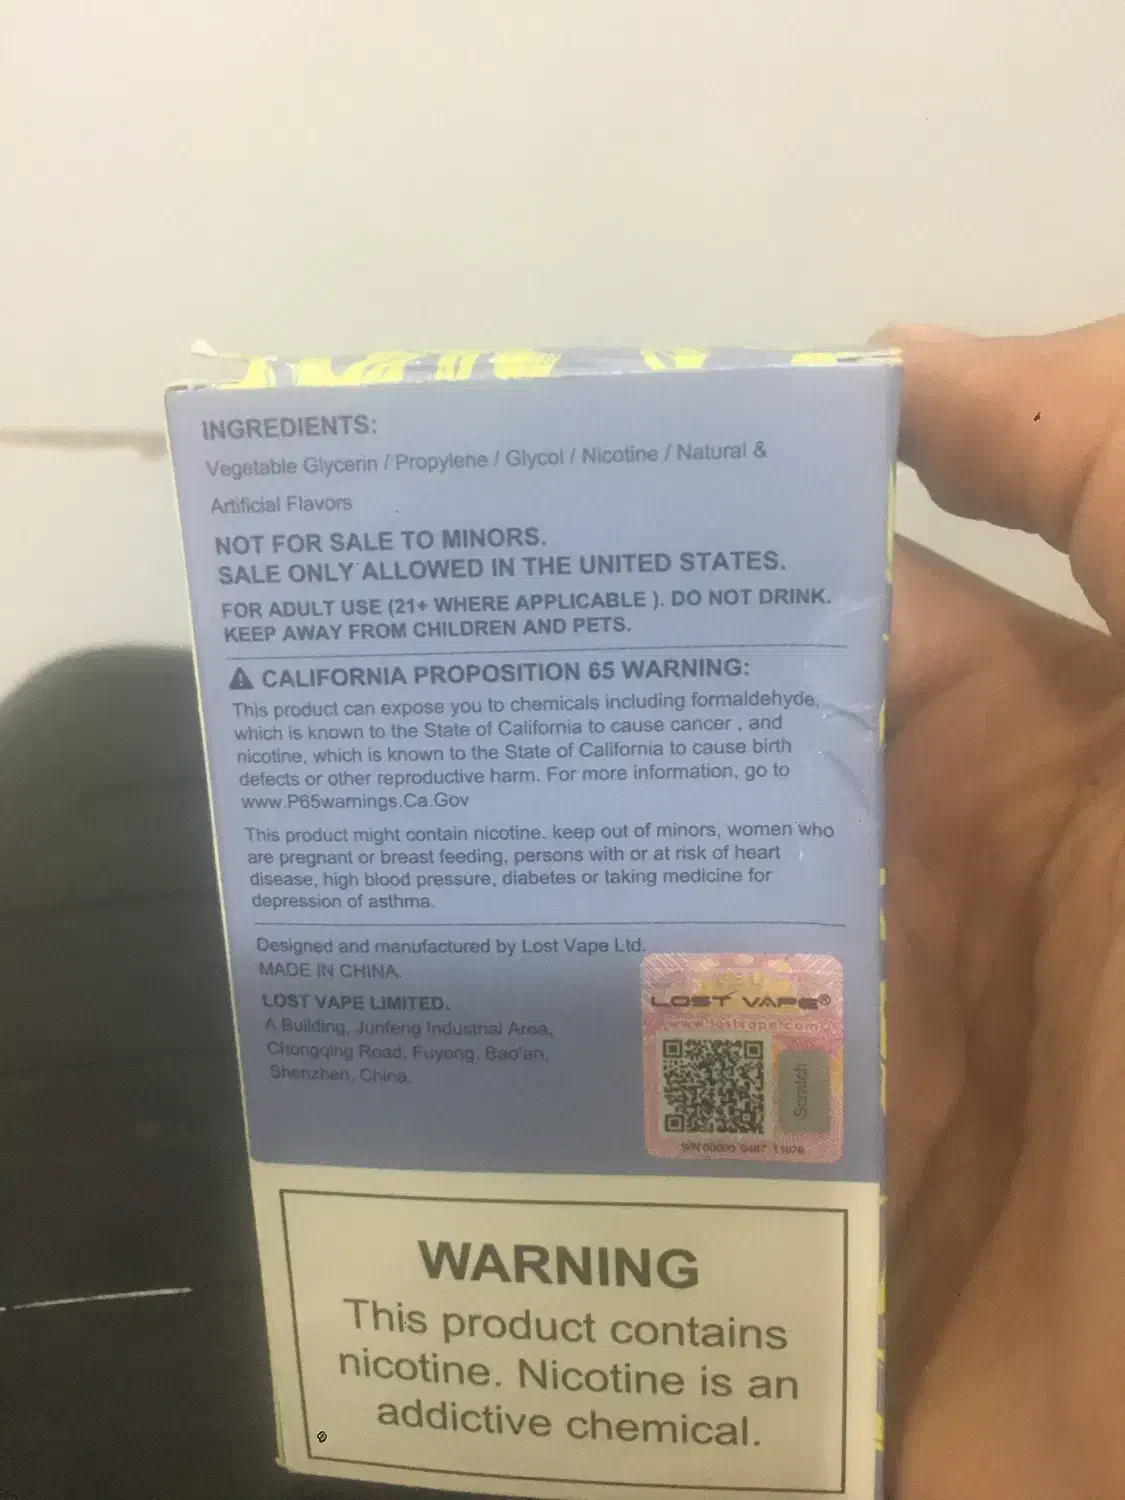 INGREDIENTS:
Vegetable Glycerin / Propylene / Glycol / Nicotine / Natural &
Artificial Flavors
NOT FOR SALE TO MINORS.
SALE ONLY ALLOWED IN THE UNITED STATES.
FOR ADULT USE (21+ WHERE APPLICABLE ). DO NOT DRINK.
KEEP AWAY FROM CHILDREN AND PETS.
CALIFORNIA PROPOSITION 65 WARNING:
This product can expose you to chemicals including formaldehyde,
which is known to the State of California to cause cancer , and
nicotine, which is known to the State of California to cause birth
defects or other reproductive harm. For more information, go to
www.P65warnings.Ca.Gov
This product might contain nicotine. keep out of minors, women who
are pregnant or breast feeding, persons with or at risk of heart
disease, high blood pressure, diabetes or taking medicine for
depression of asthma.
Designed and manufactured by Lost Vape Ltd.
MADE IN CHINA.
LOST VAPE LIMITED.
A Building, Junfeng Industrial Area,
Chongqing Road, Fuyong, Bao'an,
Shenzhen, China.
LOST VAPE®
www.lostvape.com
Scratch
S/N
WARNING
This product contains
nicotine. Nicotine is an
addictive chemical.